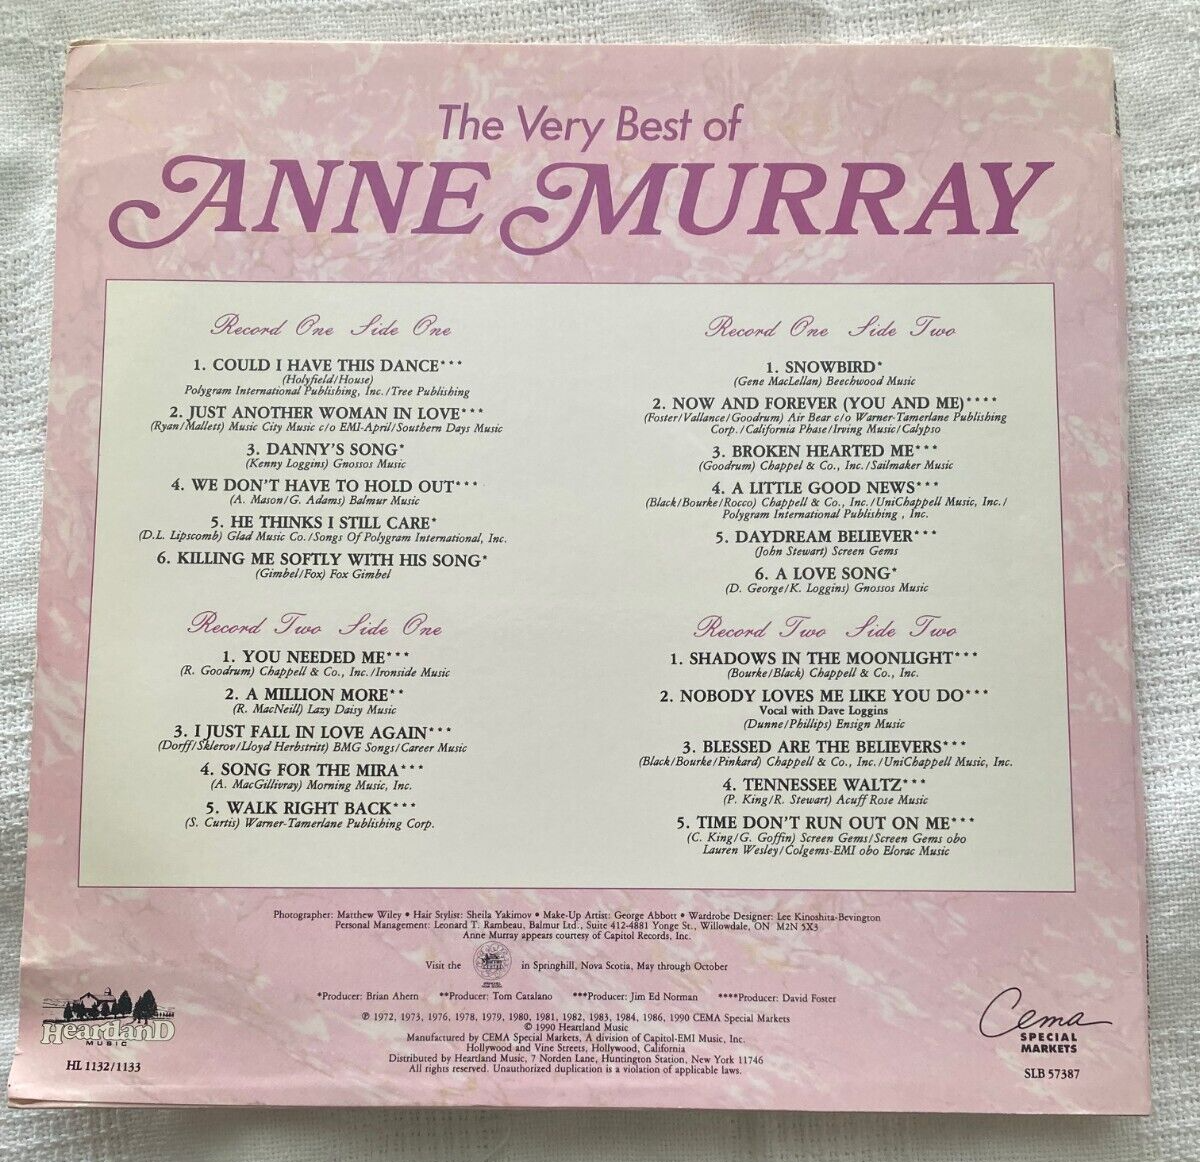 The Very Best of
ANNE MURRAY
Record One Side One
1. COULD I HAVE THIS DANCE***
(Holyfield/House)
Polygram International Publishing, Inc./Tree Publishing
2. JUST ANOTHER WOMAN IN LOVE***
(Ryan/Mallett) Music City Music c/o EMI-April/Southern Days Music
3. DANNY'S SONG*
(Kenny Loggins) Gnossos Music
4. WE DON'T HAVE TO HOLD OUT***
(A. Mason/G. Adams) Balmur Music
5. HE THINKS I STILL CARE*
(D.L. Lipscomb) Glad Music Co./Songs Of Polygram International, Inc.
6. KILLING ME SOFTLY WITH HIS SONG*
(Gimbel/Fox) Fox Gimbel
Record One Side Two
1. SNOWBIRD*
(Gene MacLellan) Beechwood Music
2. NOW AND FOREVER (YOU AND ME)****
(Foster/Vallance/Goodrum) Air Bear c/o Warner-Tamerlane Publishing
Corp./California Phase/Irving Music/Calypso
3. BROKEN HEARTED ME***
(Goodrum) Chappel & Co., Inc./Sailmaker Music
4. A LITTLE GOOD NEWS***
(Black/Bourke/Rocco) Chappell & Co., Inc./UniChappell Music, Inc./
Polygram International Publishing , Inc.
5. DAYDREAM BELIEVER***
(John Stewart) Screen Gems
6. A LOVE SONG*
(D. George/K. Loggins) Gnossos Music
Record Two Side One
1. YOU NEEDED ME***
(R. Goodrum) Chappell & Co., Inc./Ironside Music
2. A MILLION MORE**
(R. MacNeill) Lazy Daisy Music
3. I JUST FALL IN LOVE AGAIN***
(Dorff/Sklerov/Lloyd Herbstritt) BMG Songs/Career Music
4. SONG FOR THE MIRA***
(A. MacGillivray) Morning Music, Inc.
5. WALK RIGHT BACK***
(S. Curtis) Warner-Tamerlane Publishing Corp.
Record Two Side Two
1. SHADOWS IN THE MOONLIGHT***
(Bourke/Black) Chappell & Co., Inc.
2. NOBODY LOVES ME LIKE YOU DO***
Vocal with Dave Loggins
(Dunne/Phillips) Ensign Music
3. BLESSED ARE THE BELIEVERS***
(Black/Bourke/Pinkard) Chappell & Co., Inc./UniChappell Music, Inc.
4. TENNESSEE WALTZ***
(P. King/R. Stewart) Acuff Rose Music
5. TIME DON'T RUN OUT ON ME***
(C. King/G. Goffin) Screen Gems/Screen Gems obo
Lauren Wesley/Colgems-EMI obo Elorac Music
Photographer: Matthew Wiley • Hair Stylist: Sheila Yakimov • Make-Up Artist: George Abbott • Wardrobe Designer: Lee Kinoshita-Bevington
Personal Management: Leonard T. Rambeau, Balmur Ltd., Suite 412-4881 Yonge St., Willowdale, ON M2N 5X3
Anne Murray appears courtesy of Capitol Records, Inc.
Visit the in Springhill, Nova Scotia, May through October
*Producer: Brian Ahern **Producer: Tom Catalano ***Producer: Jim Ed Norman ****Producer: David Foster
℗ 1972, 1973, 1976, 1978, 1979, 1980, 1981, 1982, 1983, 1984, 1986, 1990 CEMA Special Markets
© 1990 Heartland Music
Manufactured by CEMA Special Markets, A division of Capitol-EMI Music, Inc.
Hollywood and Vine Streets, Hollywood, California
Distributed by Heartland Music, 7 Norden Lane, Huntington Station, New York 11746
All rights reserved. Unauthorized duplication is a violation of applicable laws.
Heartland
MUSIC
HL 1132/1133
Cema
SPECIAL
MARKETS
SLB 57387